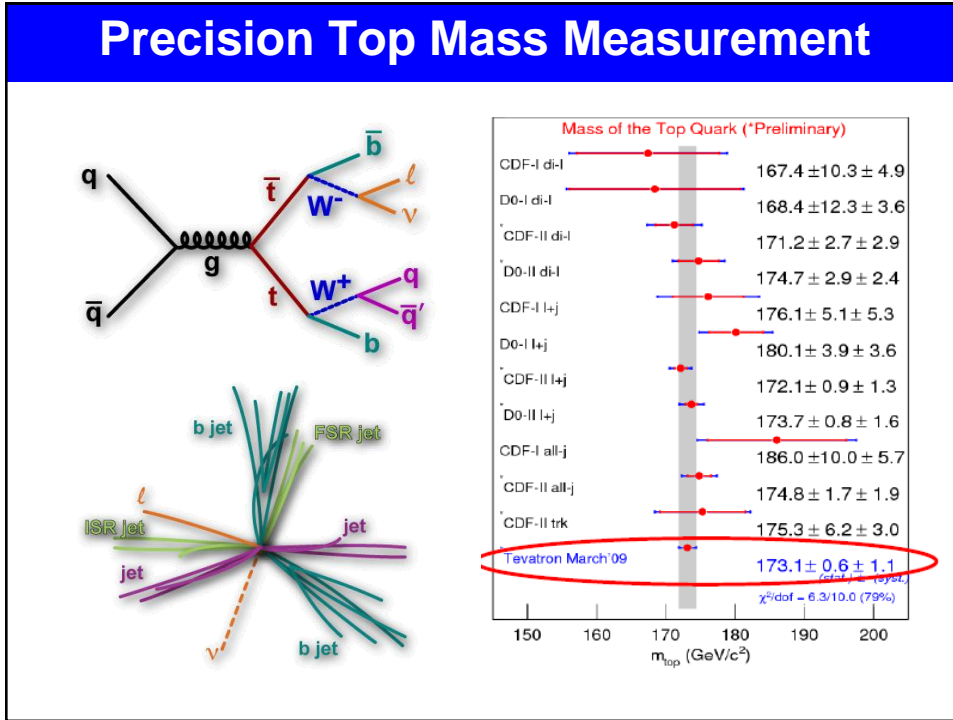 Precision Top Mass Measurement
q
q̅
g
t̅
t
b̅
W-
ℓ
ν
W+
q
q̅′
b
b jet
FSR jet
ℓ
ISR jet
jet
jet
ν
b jet
Mass of the Top Quark (*Preliminary)
CDF-I di-l 167.4 ±10.3 ± 4.9
D0-I di-l 168.4 ±12.3 ± 3.6
*CDF-II di-l 171.2 ± 2.7 ± 2.9
*D0-II di-l 174.7 ± 2.9 ± 2.4
CDF-I l+j 176.1 ± 5.1 ± 5.3
D0-I l+j 180.1 ± 3.9 ± 3.6
*CDF-II l+j 172.1 ± 0.9 ± 1.3
*D0-II l+j 173.7 ± 0.8 ± 1.6
CDF-I all-j 186.0 ±10.0 ± 5.7
*CDF-II all-j 174.8 ± 1.7 ± 1.9
*CDF-II trk 175.3 ± 6.2 ± 3.0
*Tevatron March'09 173.1 ± 0.6 ± 1.1
(stat.) ± (syst.)
χ²/dof = 6.3/10.0 (79%)
150 160 170 180 190 200
m_top (GeV/c²)